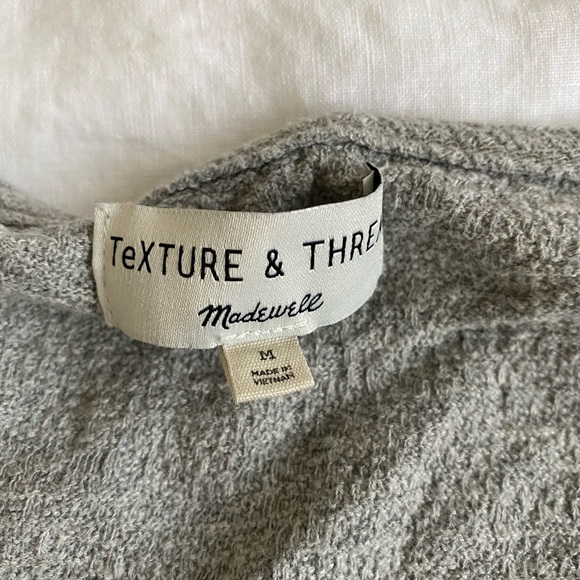 TeXTURE & THREA
Madewell
M
MADE IN
VIETNAM